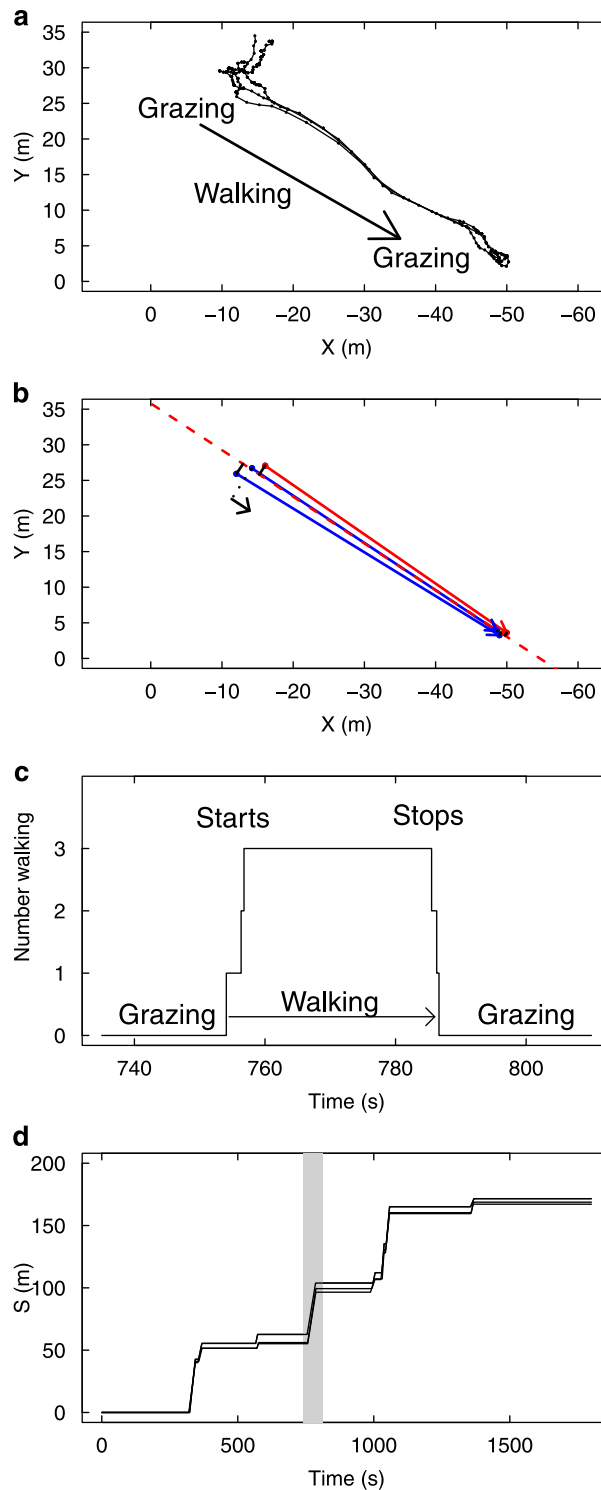 a
35
30
25
20
15
10
5
0
Y (m)
Grazing
Walking
Grazing
0 −10 −20 −30 −40 −50 −60
X (m)
b
35
30
25
20
15
10
5
0
Y (m)
0 −10 −20 −30 −40 −50 −60
X (m)
c
Starts Stops
3
2
1
0
Number walking
Grazing Walking Grazing
740 760 780 800
Time (s)
d
200
150
100
50
0
S (m)
0 500 1000 1500
Time (s)